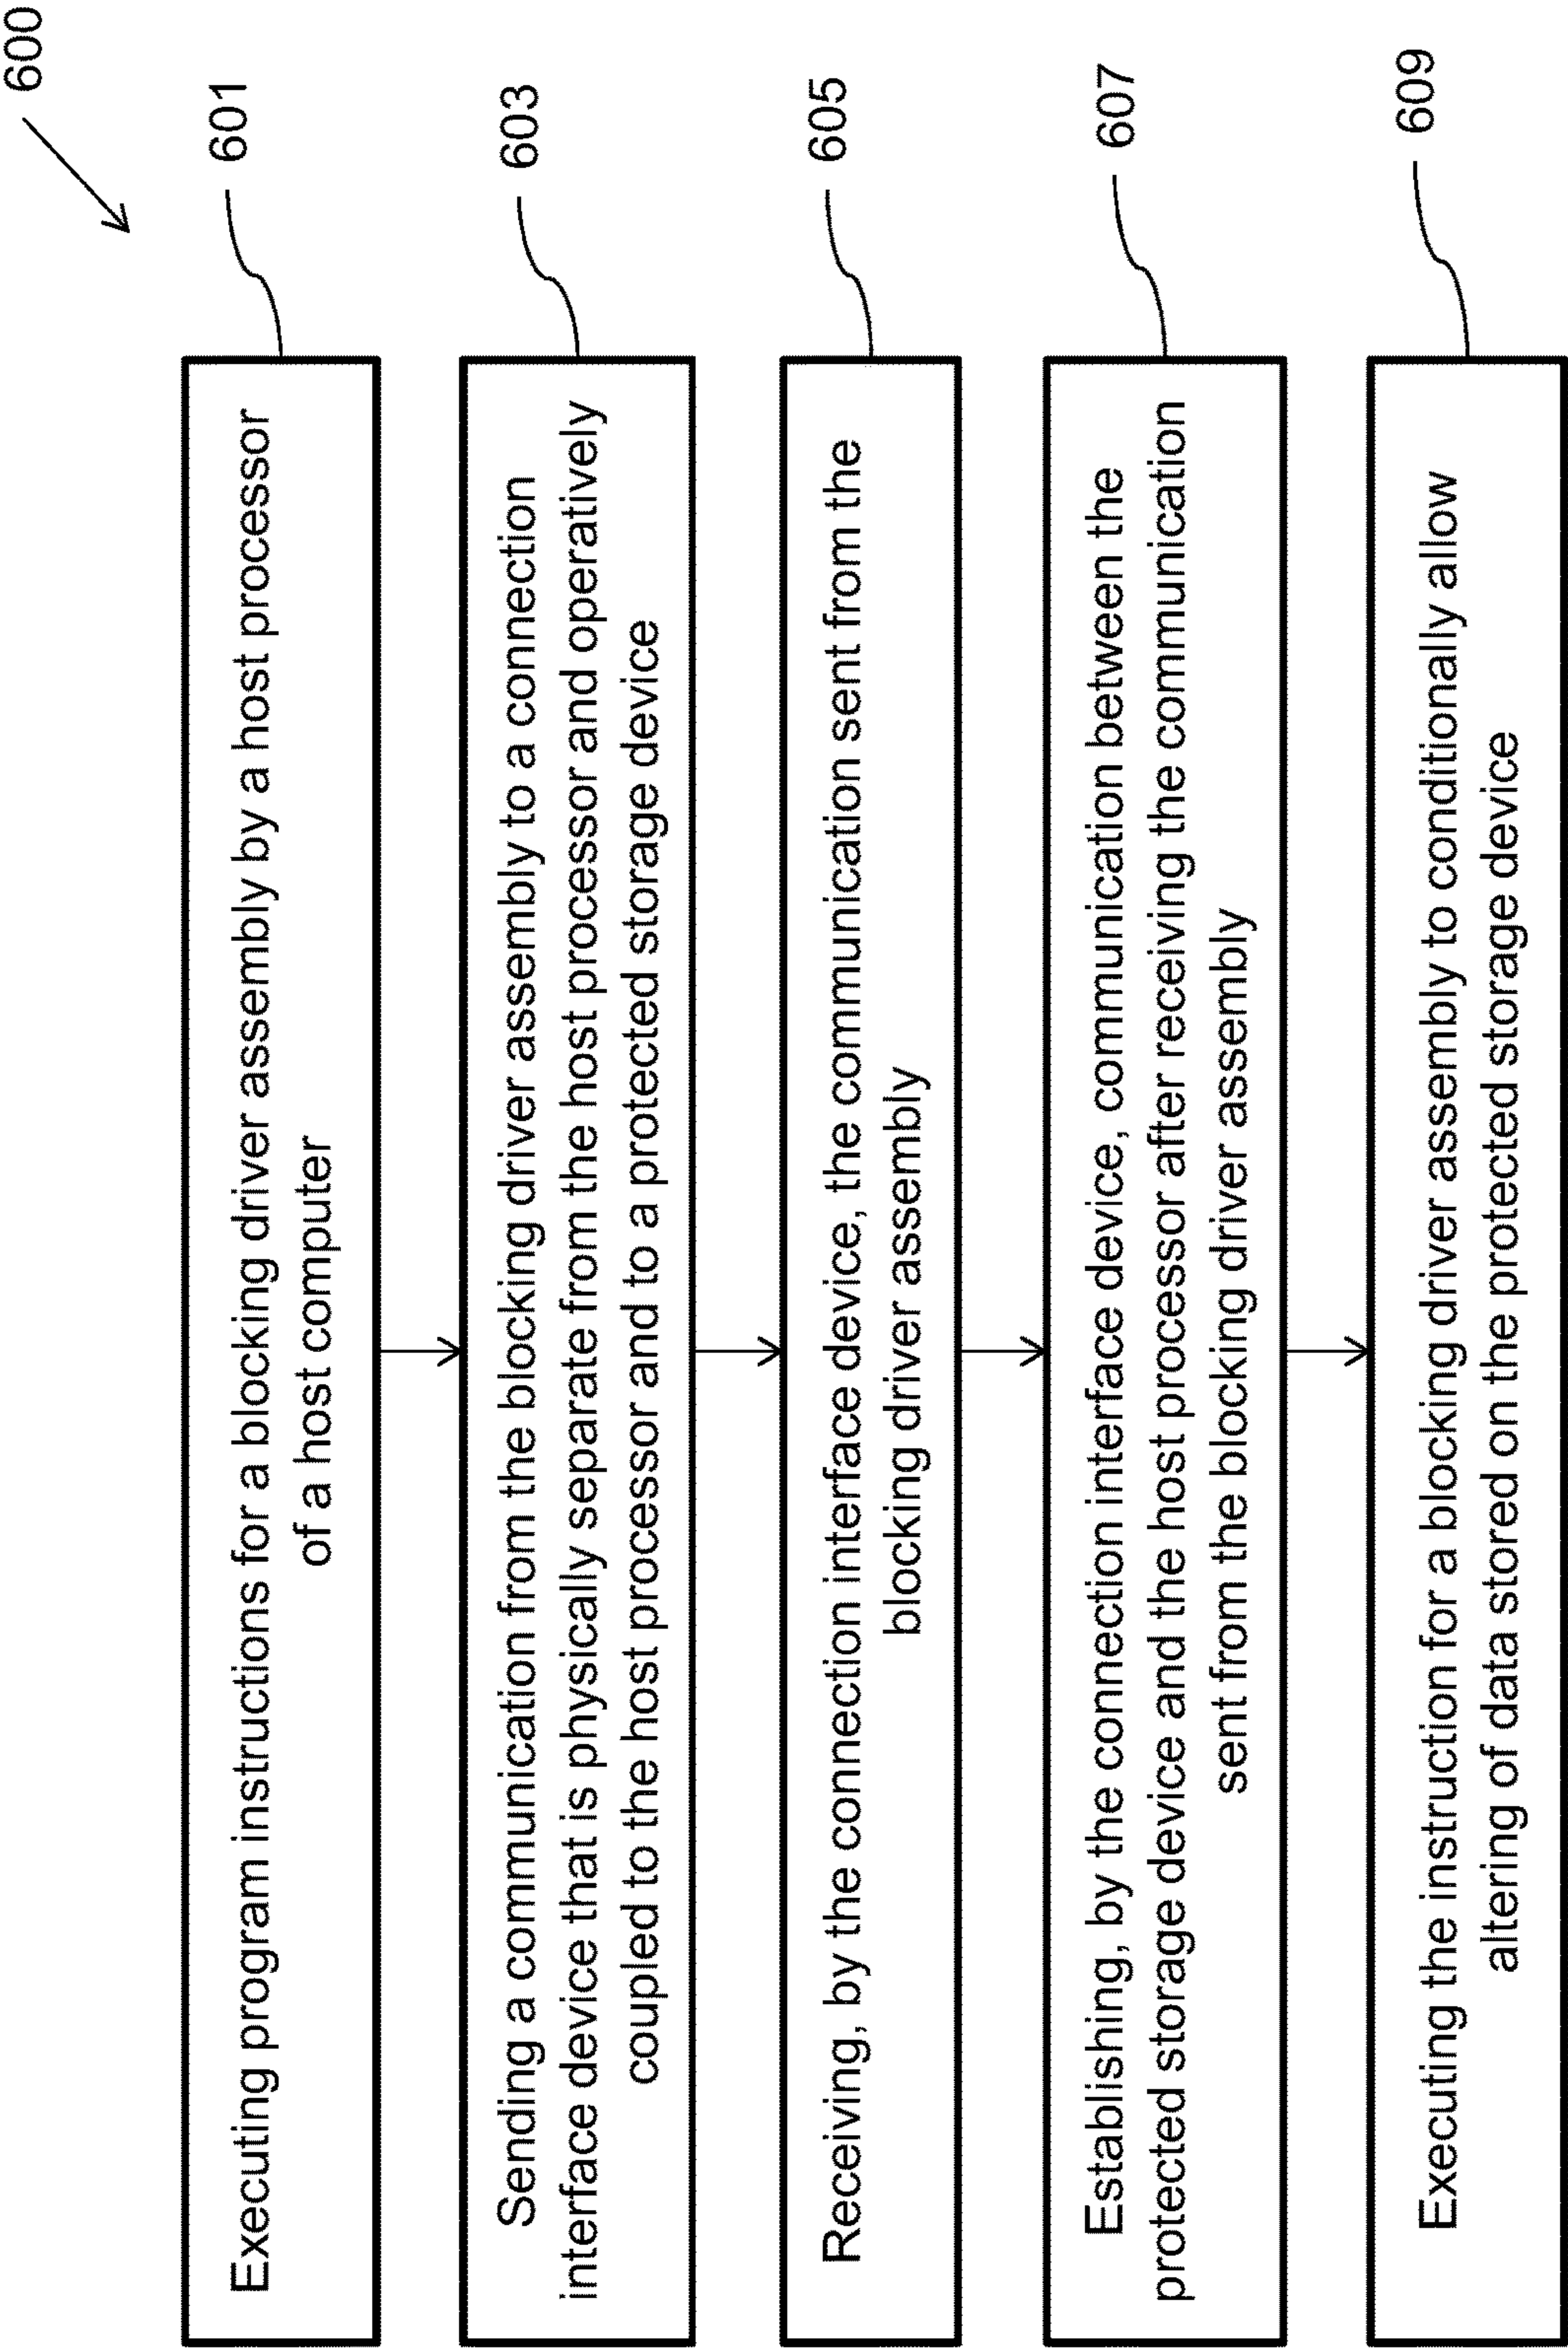 600
601
Executing program instructions for a blocking driver assembly by a host processor
of a host computer
603
Sending a communication from the blocking driver assembly to a connection
interface device that is physically separate from the host processor and operatively
coupled to the host processor and to a protected storage device
605
Receiving, by the connection interface device, the communication sent from the
blocking driver assembly
607
Establishing, by the connection interface device, communication between the
protected storage device and the host processor after receiving the communication
sent from the blocking driver assembly
609
Executing the instruction for a blocking driver assembly to conditionally allow
altering of data stored on the protected storage device